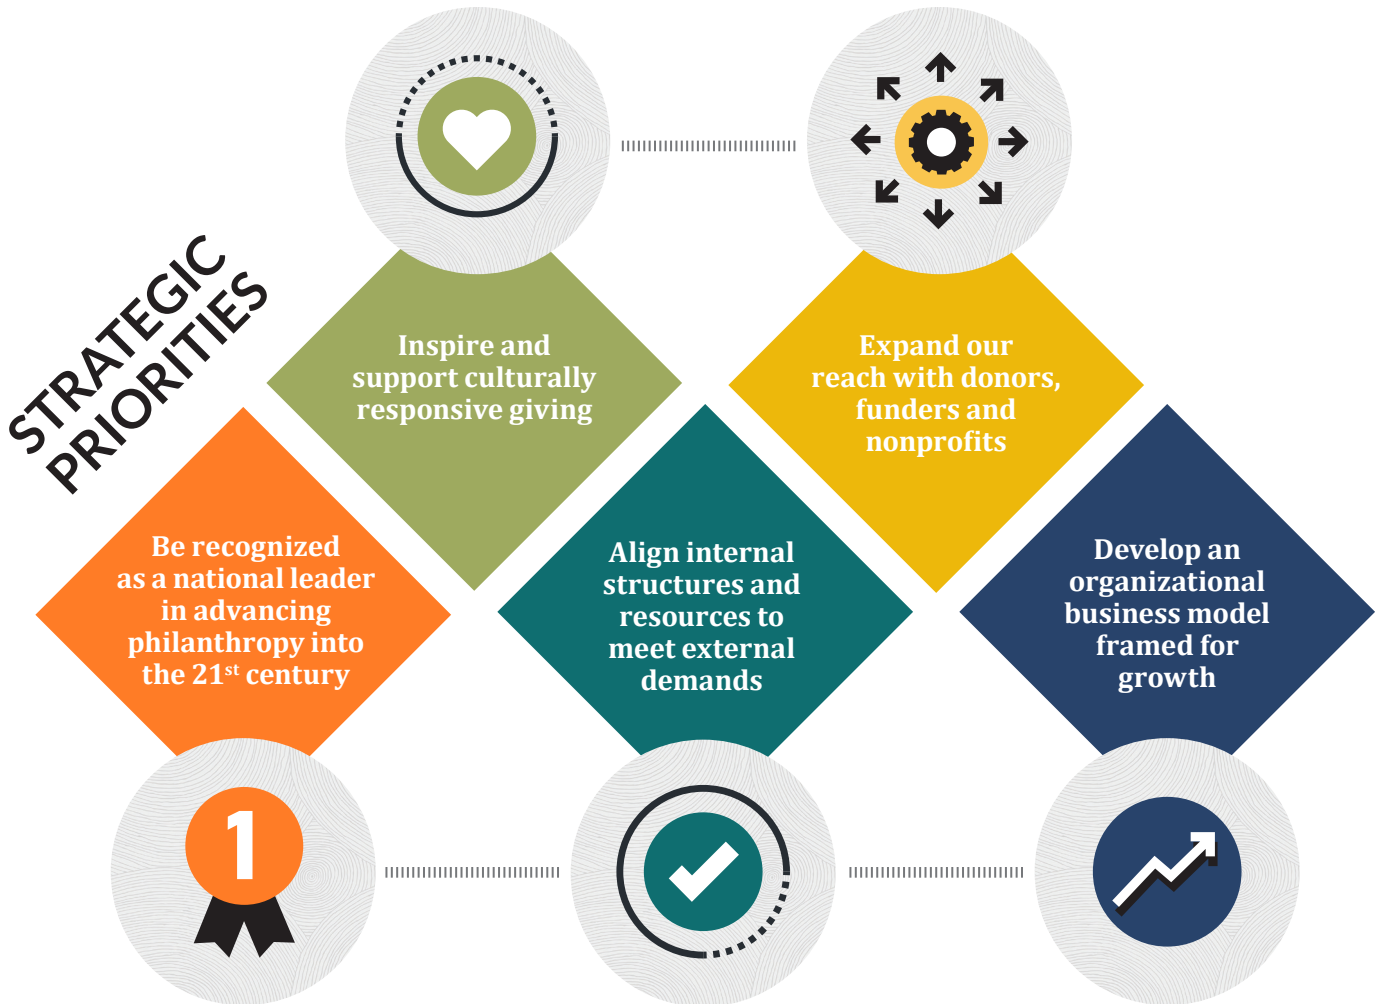 STRATEGIC
PRIORITIES
Inspire and
support culturally
responsive giving
Expand our
reach with donors,
funders and
nonprofits
Be recognized
as a national leader
in advancing
philanthropy into
the 21st century
Align internal
structures and
resources to
meet external
demands
Develop an
organizational
business model
framed for
growth
1